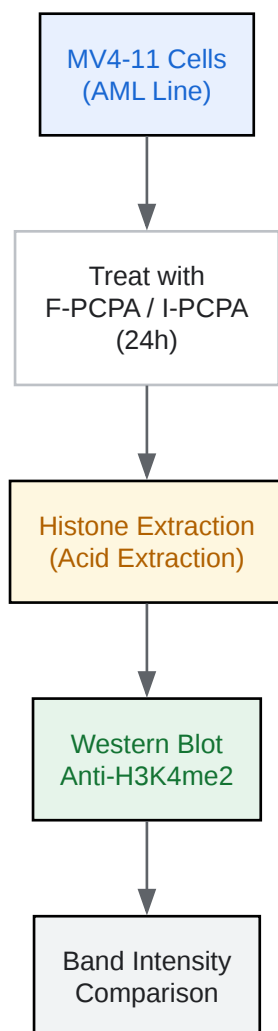 MV4-11 Cells
(AML Line)
Treat with
F-PCPA / I-PCPA
(24h)
Histone Extraction
(Acid Extraction)
Western Blot
Anti-H3K4me2
Band Intensity
Comparison